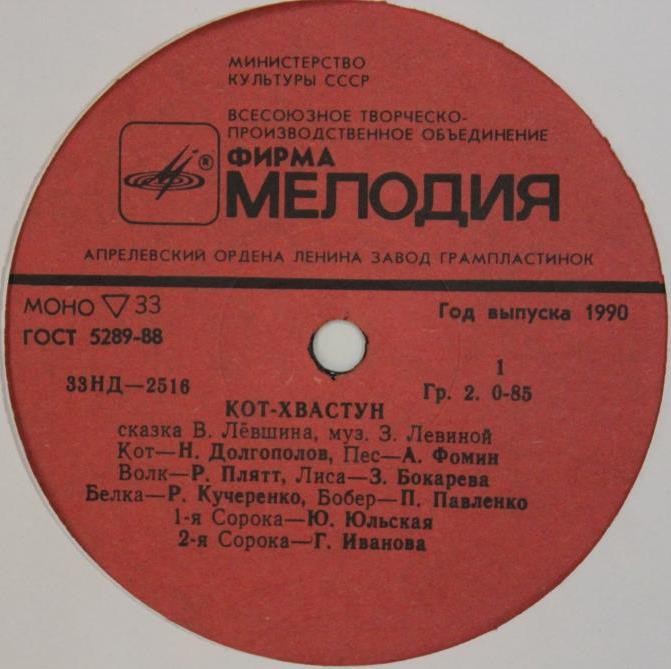 МИНИСТЕРСТВО
КУЛЬТУРЫ СССР
ВСЕСОЮЗНОЕ ТВОРЧЕСКО-
ПРОИЗВОДСТВЕННОЕ ОБЪЕДИНЕНИЕ
®
ФИРМА
МЕЛОДИЯ
АПРЕЛЕВСКИЙ ОРДЕНА ЛЕНИНА ЗАВОД ГРАМПЛАСТИНОК
МОНО ▽ 33
Год выпуска 1990
ГОСТ 5289-88
1
33НД—2516
Гр. 2. 0-85
КОТ-ХВАСТУН
сказка В. Лёвшина, муз. З. Левиной
Кот—Н. Долгополов, Пес—А. Фомин
Волк—Р. Плятт, Лиса—З. Бокарева
Белка—Р. Кучеренко, Бобер—П. Павленко
1-я Сорока—Ю. Юльская
2-я Сорока—Г. Иванова